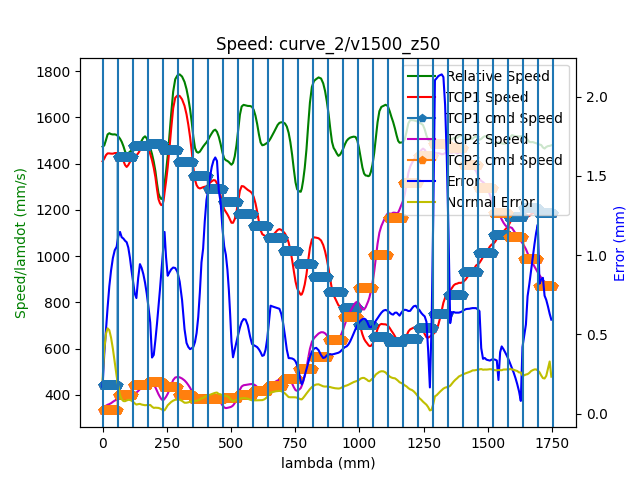 Speed: curve_2/v1500_z50
1800
1600
1400
1200
1000
800
600
400
Speed/lamdot (mm/s)
2.0
1.5
1.0
0.5
0.0
Error (mm)
Relative Speed
TCP1 Speed
TCP1 cmd Speed
TCP2 Speed
TCP2 cmd Speed
Error
Normal Error
0 250 500 750 1000 1250 1500 1750
lambda (mm)